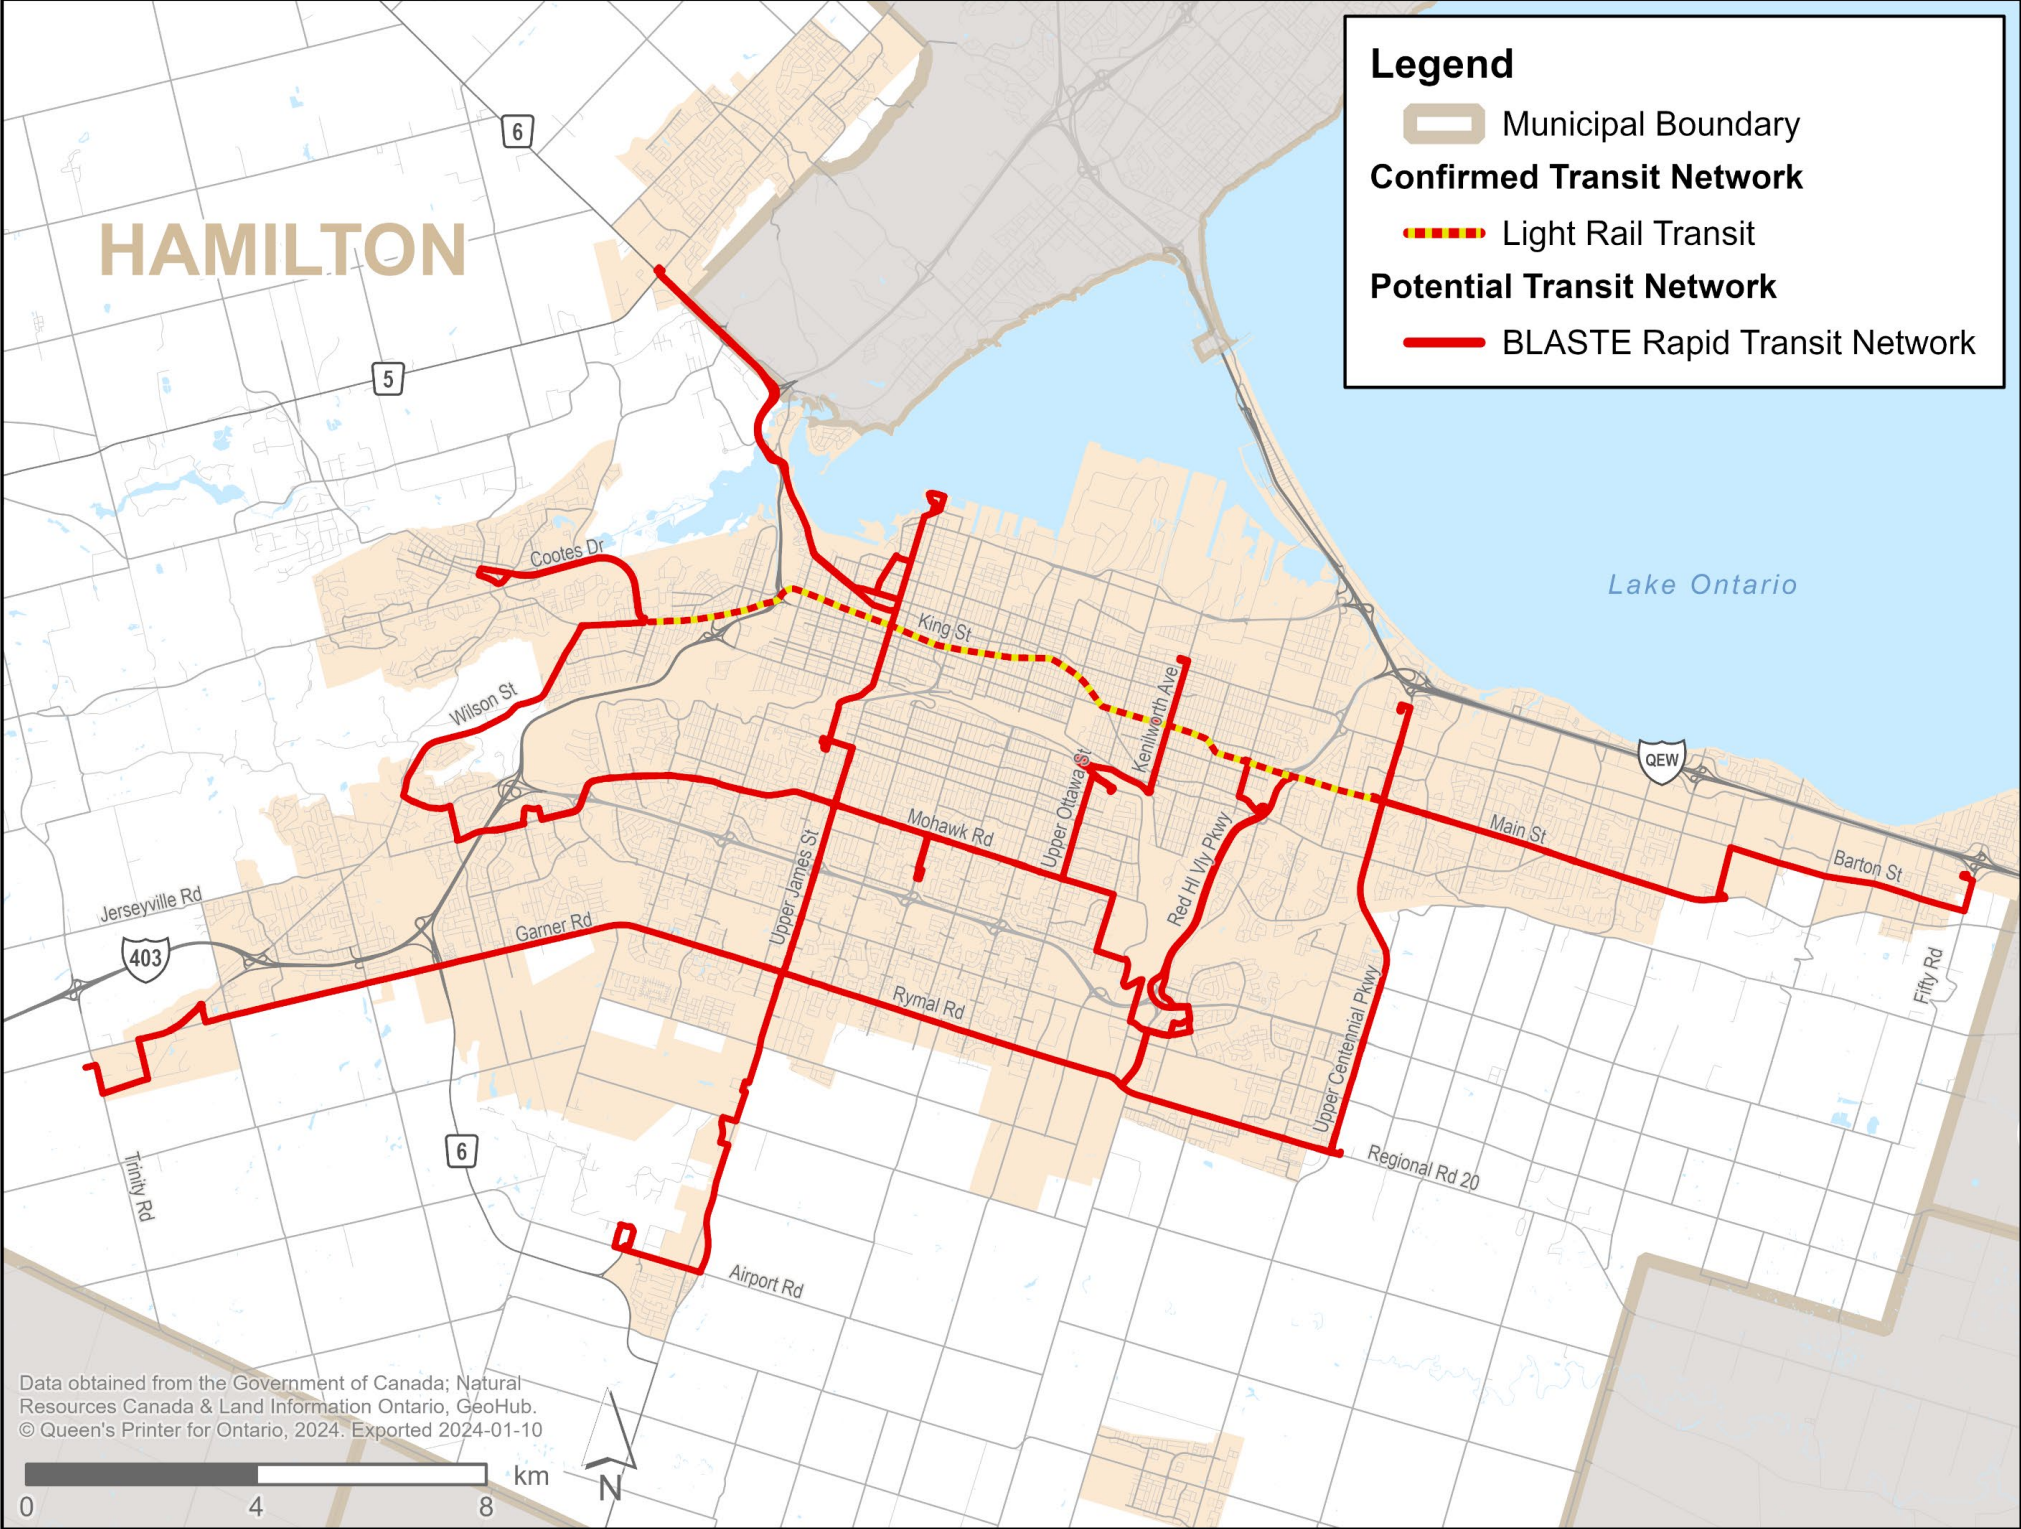 Legend
Municipal Boundary
Confirmed Transit Network
Light Rail Transit
Potential Transit Network
BLASTE Rapid Transit Network
6
HAMILTON
5
Lake Ontario
Cootes Dr
King St
Wilson St
Kenilworth Ave
QEW
Upper Ottawa St
Mohawk Rd
Main St
Barton St
Upper James St
Red Hl Vly Pkwy
Jerseyville Rd
Garner Rd
403
Fifty Rd
Rymal Rd
Upper Centennial Pkwy
6
Trinity Rd
Regional Rd 20
Airport Rd
Data obtained from the Government of Canada; Natural
Resources Canada & Land Information Ontario, GeoHub.
© Queen's Printer for Ontario, 2024. Exported 2024-01-10
km
0 4 8
N